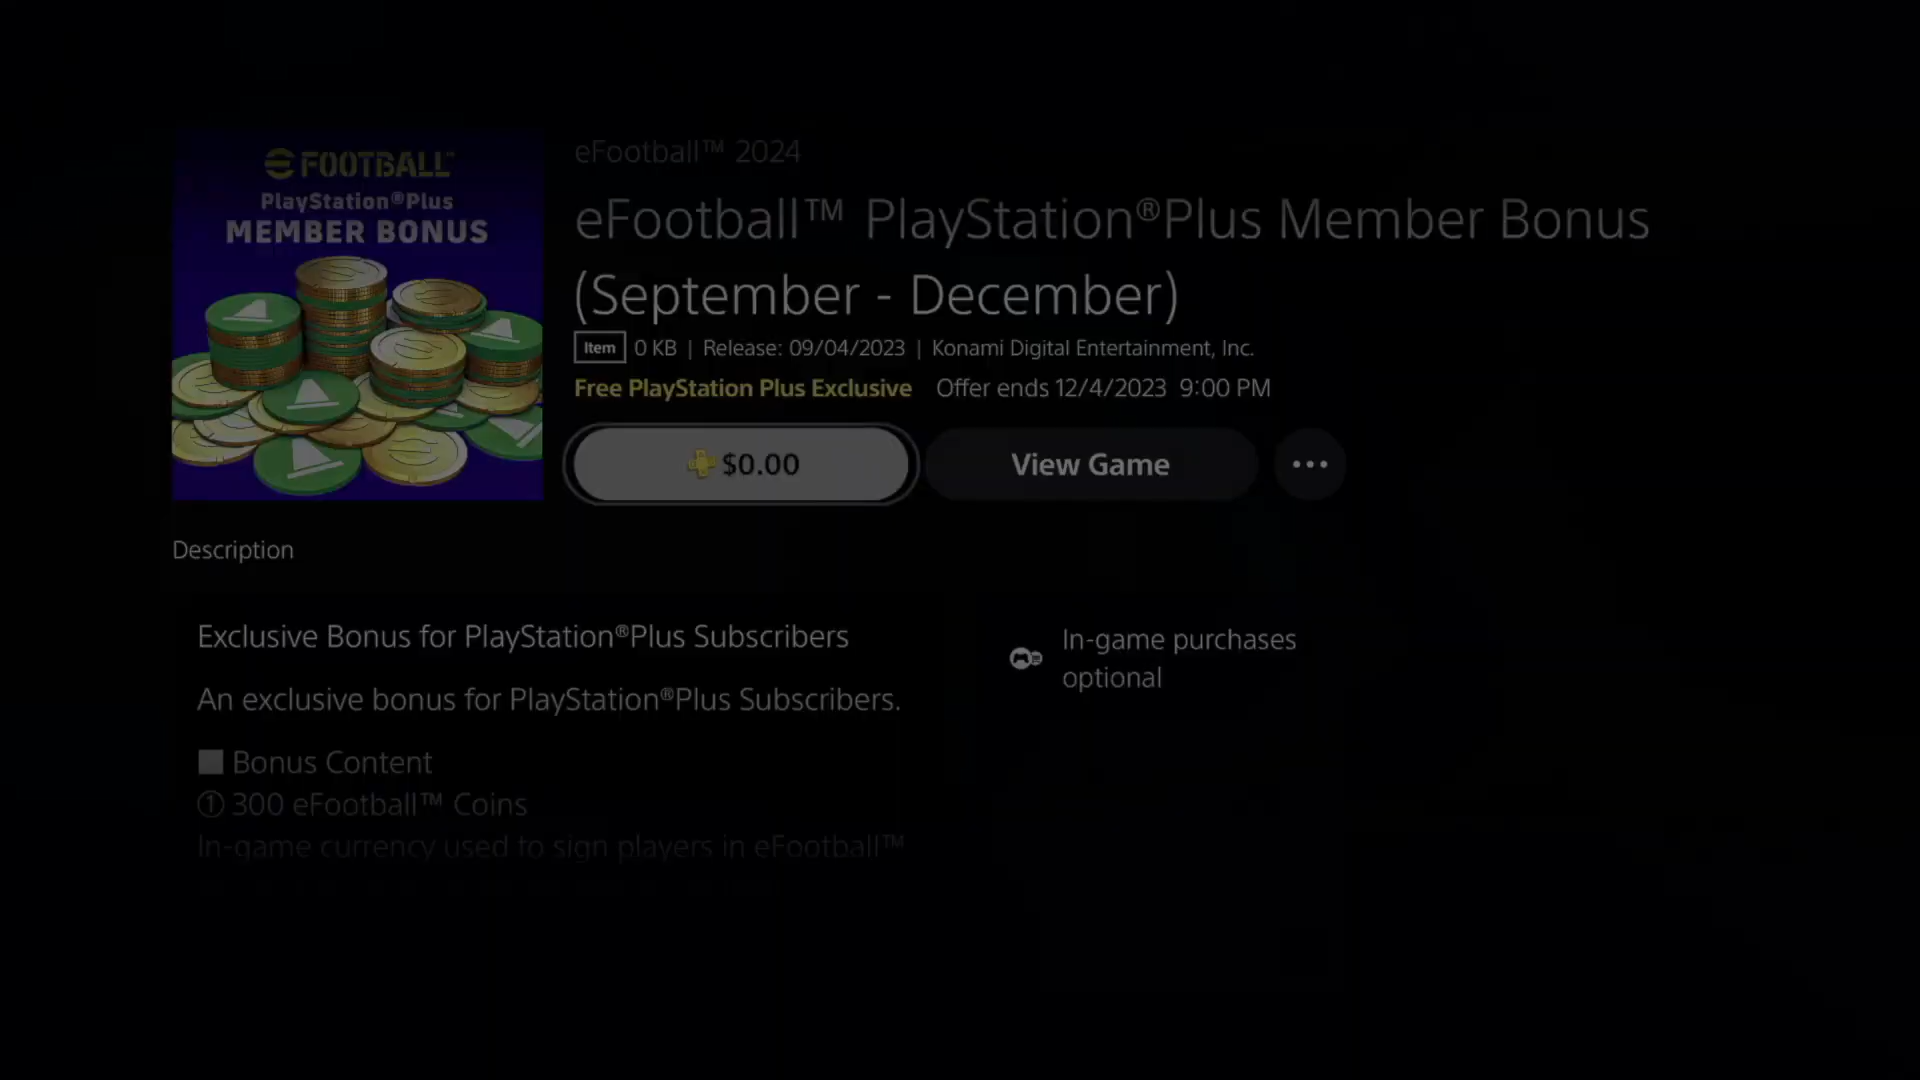 FOOTBALL™
PlayStation®Plus
MEMBER BONUS
eFootball™ 2024
eFootball™ PlayStation®Plus Member Bonus
(September - December)
Item 0 KB | Release: 09/04/2023 | Konami Digital Entertainment, Inc.
Free PlayStation Plus Exclusive Offer ends 12/4/2023 9:00 PM
$0.00
View Game
•••
Description
Exclusive Bonus for PlayStation®Plus Subscribers
An exclusive bonus for PlayStation®Plus Subscribers.
■ Bonus Content
① 300 eFootball™ Coins
In-game currency used to sign players in eFootball™
In-game purchases
optional